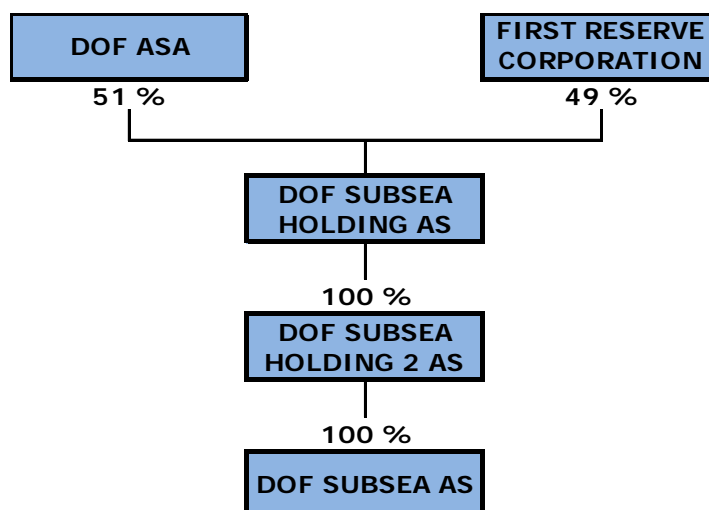 DOF ASA
FIRST RESERVE
CORPORATION
51 %
49 %
DOF SUBSEA
HOLDING AS
100 %
DOF SUBSEA
HOLDING 2 AS
100 %
DOF SUBSEA AS